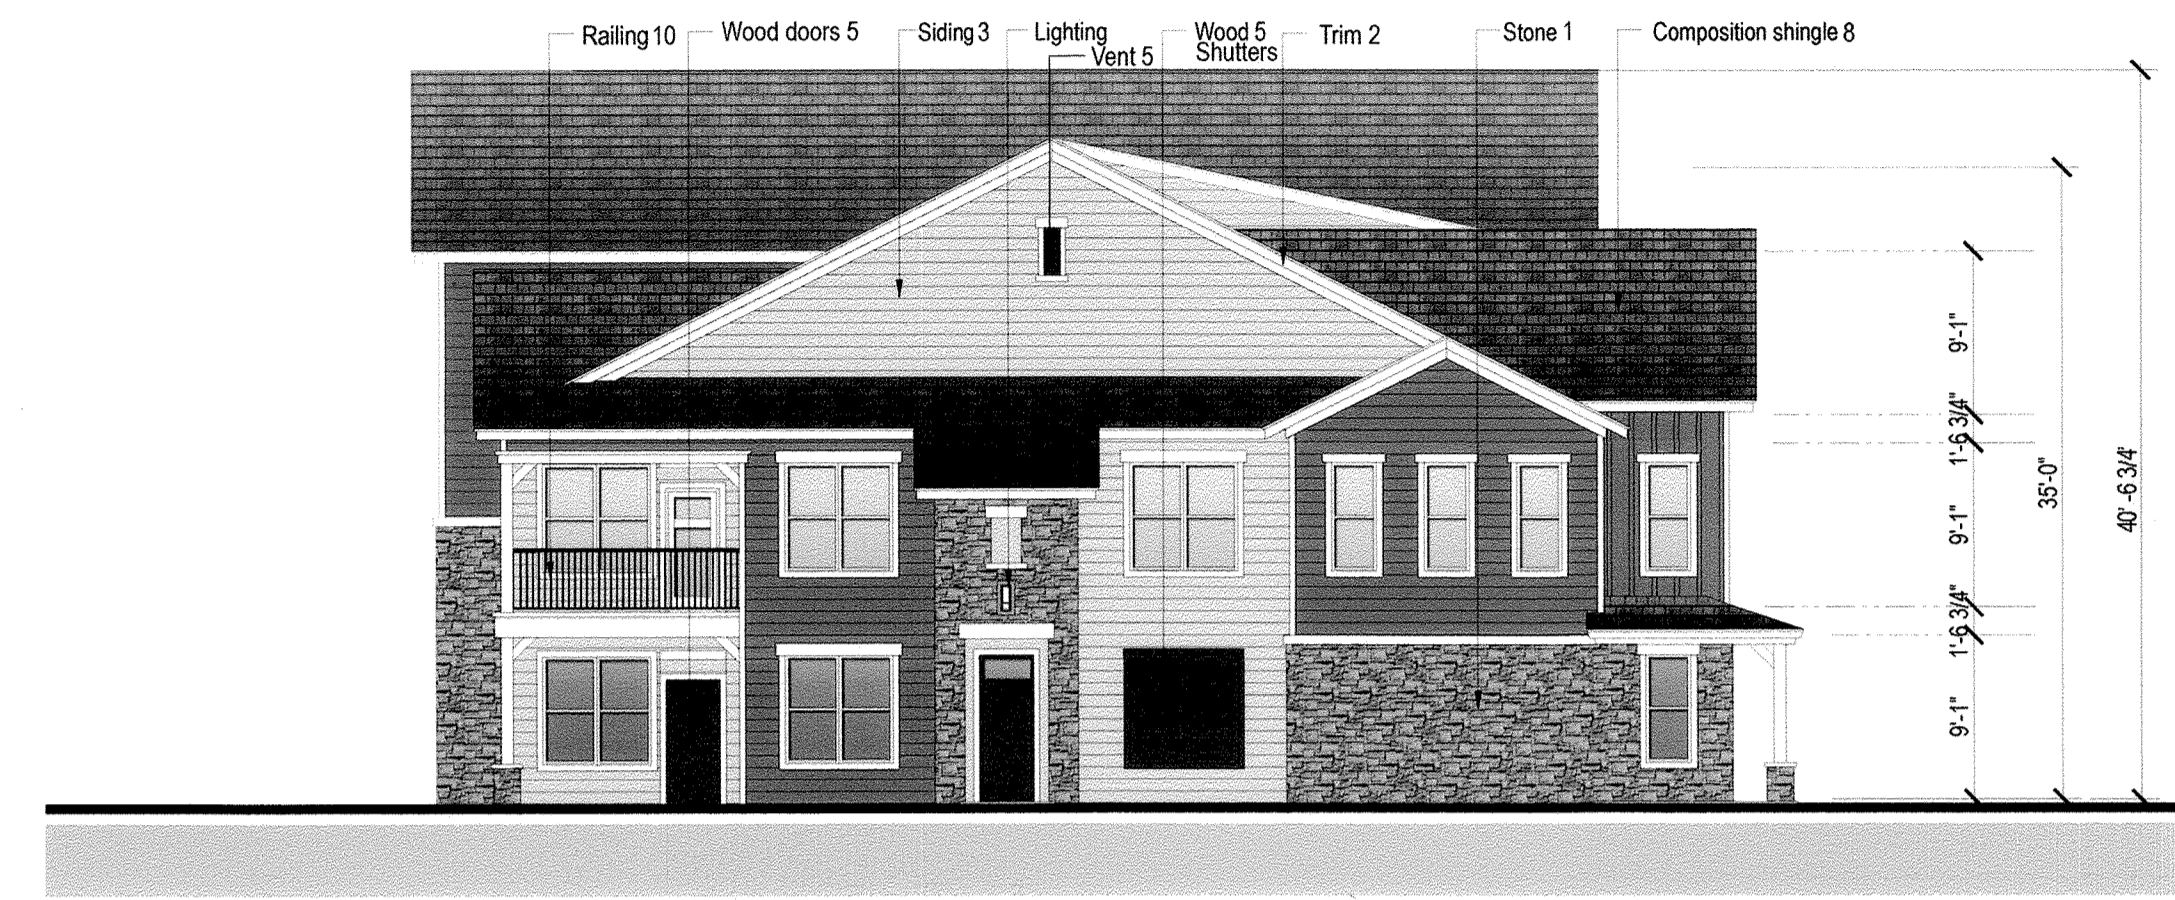 Railing 10
Wood doors 5
Siding 3
Lighting
Vent 5
Wood 5
Shutters
Trim 2
Stone 1
Composition shingle 8
9'-1"
1'-6 3/4"
9'-1"
1'-6 3/4"
9'-1"
35'-0"
40' -6 3/4'